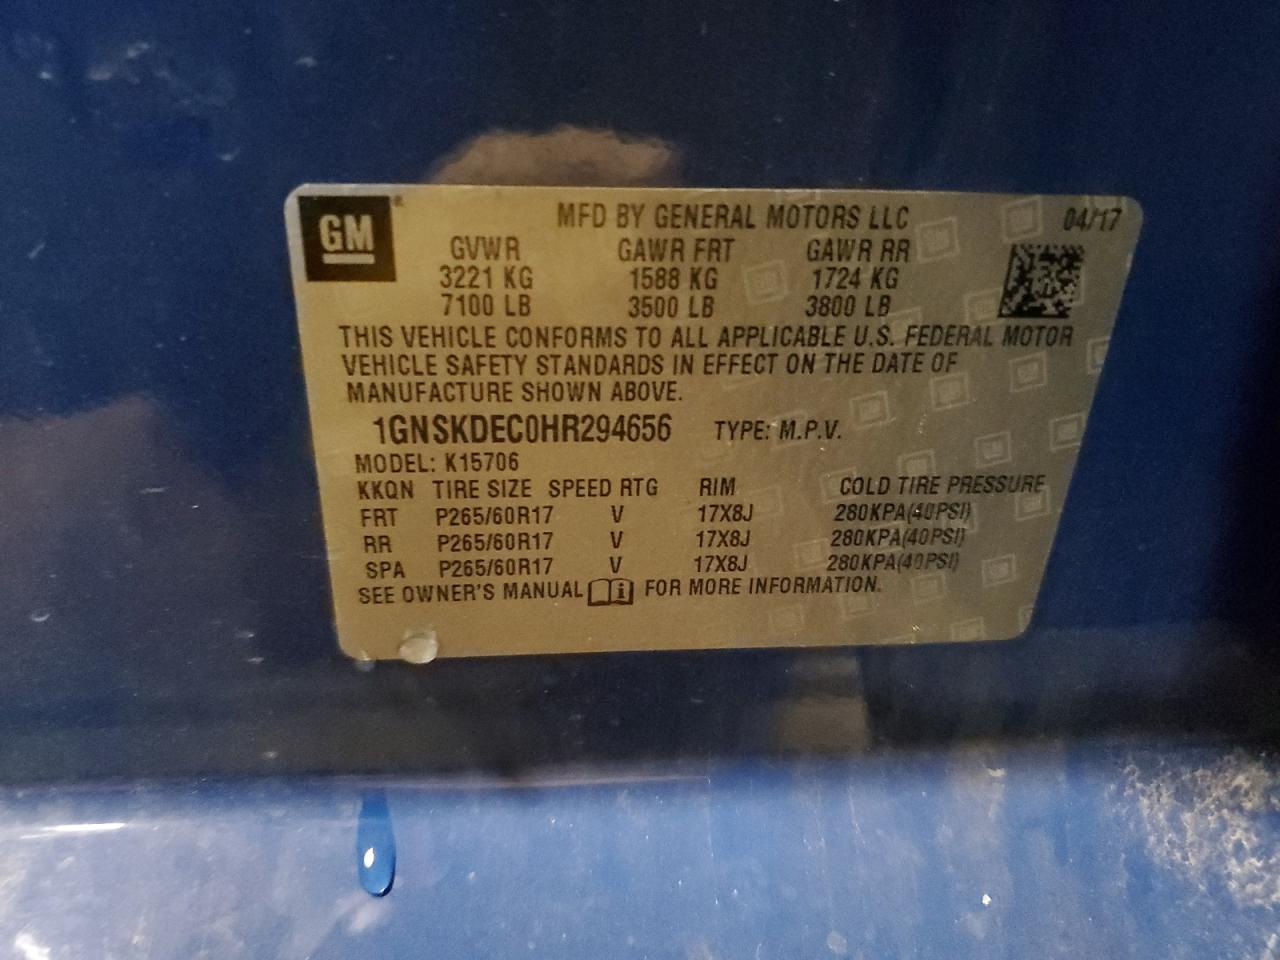 GM
MFD BY GENERAL MOTORS LLC 04/17
GVWR GAWR FRT GAWR RR
3221 KG 1588 KG 1724 KG
7100 LB 3500 LB 3800 LB
THIS VEHICLE CONFORMS TO ALL APPLICABLE U.S. FEDERAL MOTOR
VEHICLE SAFETY STANDARDS IN EFFECT ON THE DATE OF
MANUFACTURE SHOWN ABOVE.
1GNSKDEC0HR294656 TYPE: M.P.V.
MODEL: K15706
KKQN TIRE SIZE SPEED RTG RIM COLD TIRE PRESSURE
FRT P265/60R17 V 17X8J 280KPA(40PSI)
RR P265/60R17 V 17X8J 280KPA(40PSI)
SPA P265/60R17 V 17X8J 280KPA(40PSI)
SEE OWNER'S MANUAL i FOR MORE INFORMATION.